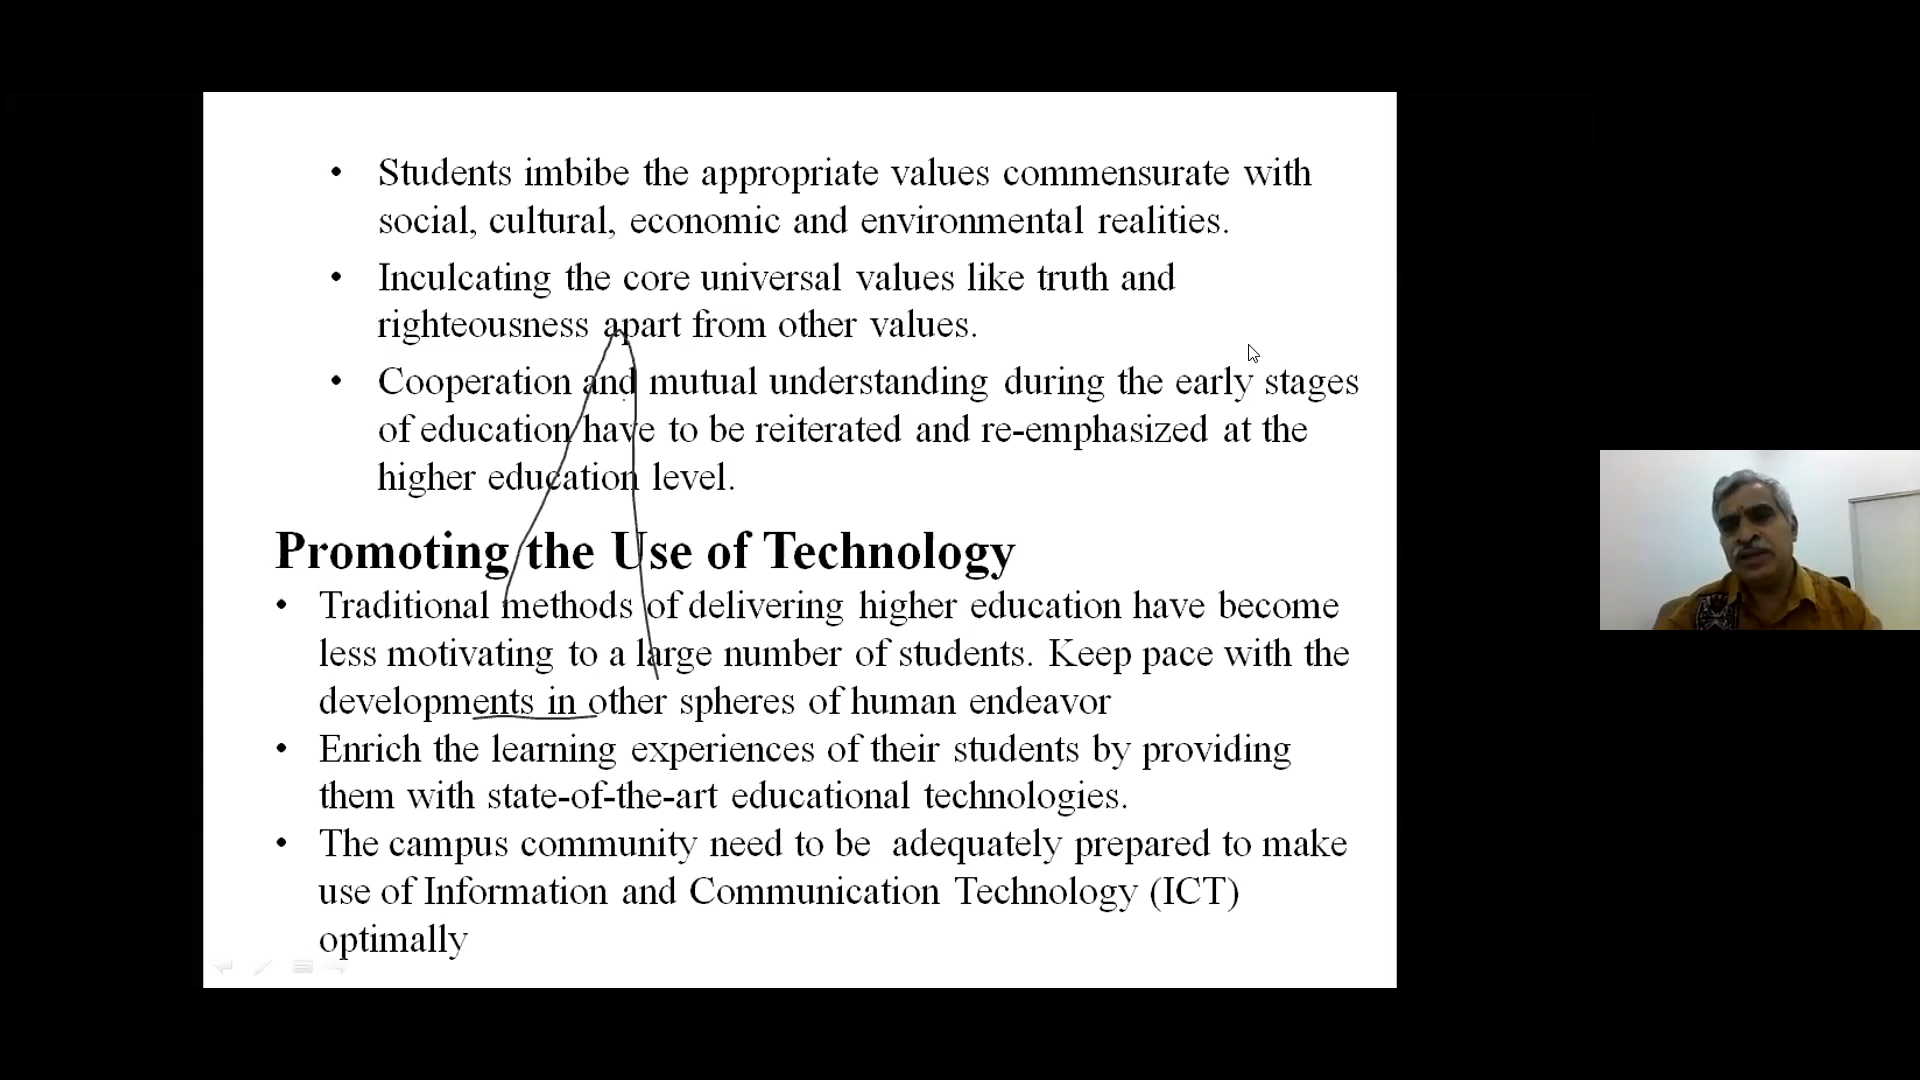 • Students imbibe the appropriate values commensurate with
social, cultural, economic and environmental realities.
• Inculcating the core universal values like truth and
righteousness apart from other values.
• Cooperation and mutual understanding during the early stages
of education have to be reiterated and re-emphasized at the
higher education level.
Promoting the Use of Technology
• Traditional methods of delivering higher education have become
less motivating to a large number of students. Keep pace with the
developments in other spheres of human endeavor
• Enrich the learning experiences of their students by providing
them with state-of-the-art educational technologies.
• The campus community need to be  adequately prepared to make
use of Information and Communication Technology (ICT)
optimally